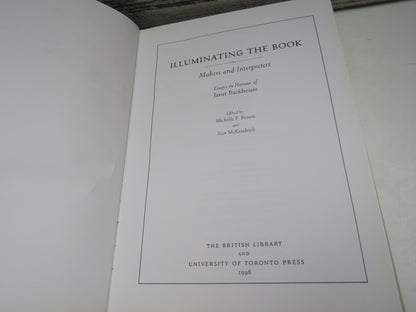 ILLUMINATING THE BOOK
Makers and Interpreters
Essays in Honour of
Janet Backhouse
Edited by
Michelle P. Brown
and
Scot McKendrick
THE BRITISH LIBRARY
AND
UNIVERSITY OF TORONTO PRESS
1998